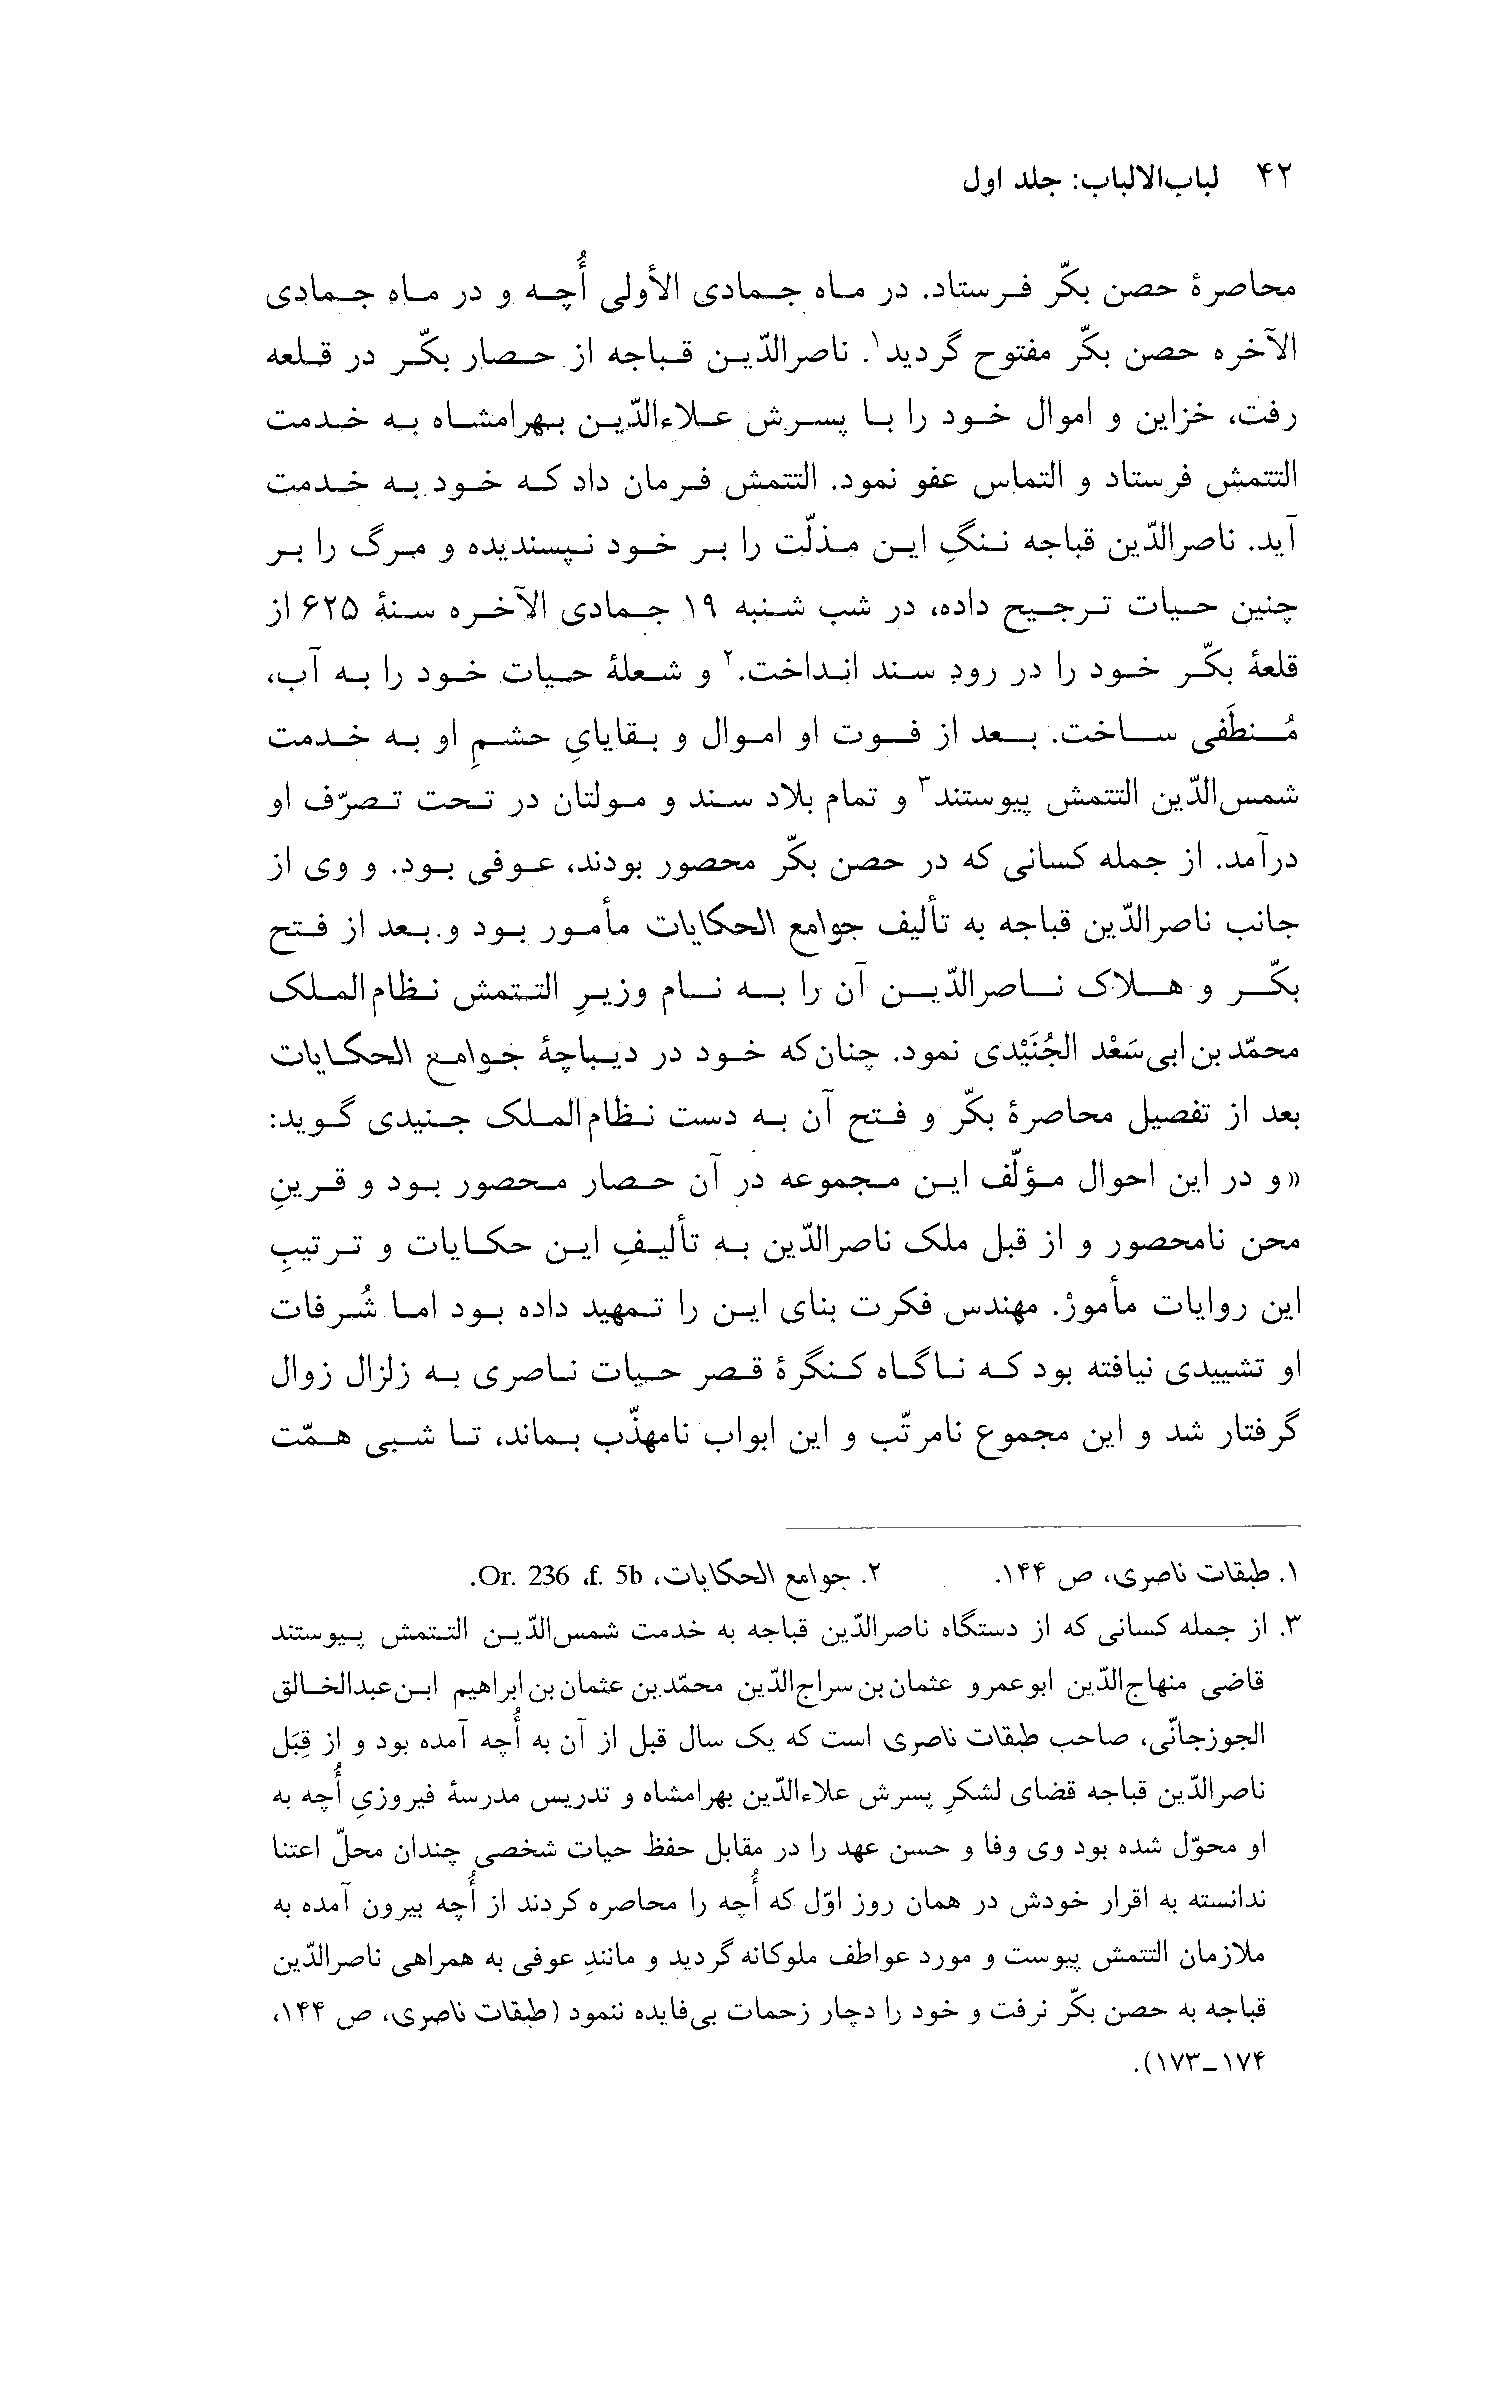 ۴۲ لباب‌الالباب: جلد اول
محاصرهٔ حصن بکّر فرستاد. در ماه جمادی الأولی أُچه و در ماه جمادی
الآخره حصن بکّر مفتوح گردید۱. ناصرالدّین قباجه از حصار بکّر در قلعه
رفت، خزاین و اموال خود را با پسرش علاءالدّین بهرامشاه به خدمت
التتمش فرستاد و التماس عفو نمود. التتمش فرمان داد که خود به خدمت
آید. ناصرالدّین قباجه ننگِ این مذلّت را بر خود نپسندیده و مرگ را بر
چنین حیات ترجیح داده، در شب شنبه ۱۹ جمادی الآخره سنهٔ ۶۲۵ از
قلعهٔ بکّر خود را در رودِ سند انداخت.۲ و شعلهٔ حیات خود را به آب،
مُنطَفی ساخت. بعد از فوت او اموال و بقایایِ حشمِ او به خدمت
شمس‌الدّین التتمش پیوستند۳ و تمام بلاد سند و مولتان در تحت تصرّف او
درآمد. از جمله کسانی که در حصن بکّر محصور بودند، عوفی بود. و وی از
جانب ناصرالدّین قباجه به تألیف جوامع الحکایات مأمور بود و بعد از فتح
بکّر و هلاک ناصرالدّین آن را به نام وزیرِ التتمش نظام‌الملک
محمّدبن‌ابی‌سَعْد الجُنَیْدی نمود. چنان‌که خود در دیباچهٔ جوامع الحکایات
بعد از تفصیل محاصرهٔ بکّر و فتح آن به دست نظام‌الملک جنیدی گوید:
«و در این احوال مؤلّف این مجموعه در آن حصار محصور بود و قرینِ
محن نامحصور و از قبل ملک ناصرالدّین به تألیفِ این حکایات و ترتیبِ
این روایات مأمورْ. مهندس فکرت بنای این را تمهید داده بود اما شُرفات
او تشییدی نیافته بود که ناگاه کنگرهٔ قصر حیات ناصری به زلزال زوال
گرفتار شد و این مجموع نامرتّب و این ابواب نامهذّب بماند، تا شبی همّت
۱. طبقات ناصری، ص ۱۴۴. ۲. جوامع الحکایات، Or. 236 ،f. 5b.
۳. از جمله کسانی که از دستگاه ناصرالدّین قباجه به خدمت شمس‌الدّین التتمش پیوستند
قاضی منهاج‌الدّین ابوعمرو عثمان‌بن‌سراج‌الدّین محمّدبن‌عثمان‌بن‌ابراهیم ابن‌عبدالخالق
الجوزجانّی، صاحب طبقات ناصری است که یک سال قبل از آن به أُچه آمده بود و از قِبَل
ناصرالدّین قباجه قضای لشکرِ پسرش علاءالدّین بهرامشاه و تدریس مدرسهٔ فیروزیِ أُچه به
او محوّل شده بود وی وفا و حسن عهد را در مقابل حفظ حیات شخصی چندان محلّ اعتنا
ندانسته به اقرار خودش در همان روز اوّل که أُچه را محاصره کردند از أُچه بیرون آمده به
ملازمان التتمش پیوست و مورد عواطف ملوکانه گردید و مانندِ عوفی به همراهی ناصرالدّین
قباجه به حصن بکّر نرفت و خود را دچار زحمات بی‌فایده ننمود (طبقات ناصری، ص ۱۴۴،
۱۷۴ـ۱۷۳).